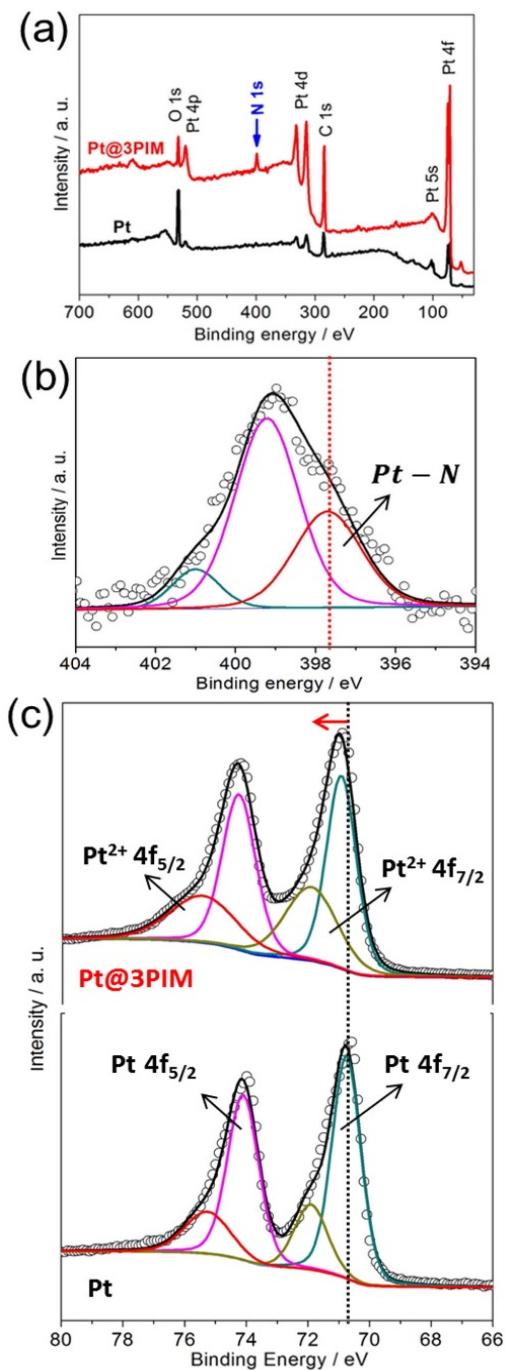 (a)
Intensity / a. u.
Pt@3PIM
Pt
O 1s
Pt 4p
N 1s
Pt 4d
C 1s
Pt 5s
Pt 4f
700 600 500 400 300 200 100
Binding energy / eV
(b)
Intensity / a. u.
Pt – N
404 402 400 398 396 394
Binding energy / eV
(c)
Intensity / a. u.
Pt²⁺ 4f₅/₂
Pt²⁺ 4f₇/₂
Pt@3PIM
Pt 4f₅/₂
Pt 4f₇/₂
Pt
80 78 76 74 72 70 68 66
Binding Energy / eV